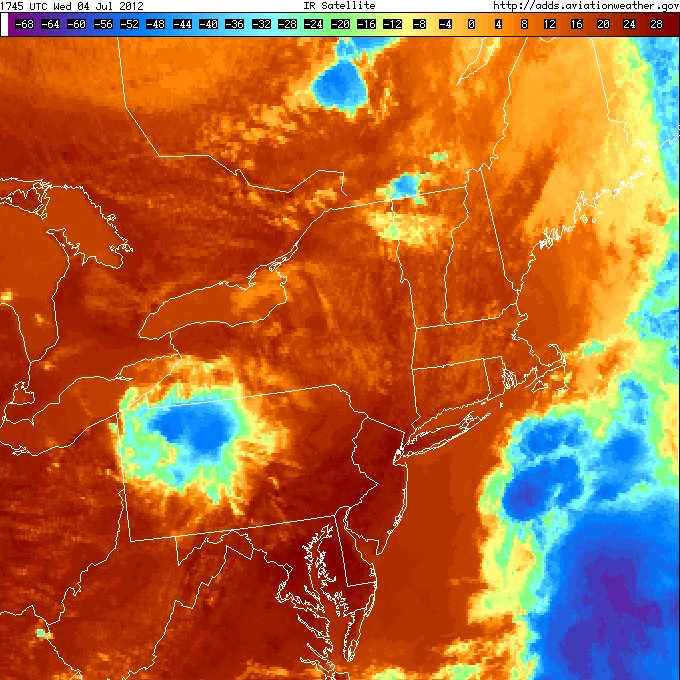 1745 UTC Wed 04 Jul 2012 IR Satellite http://adds.aviationweather.gov
-68 -64 -60 -56 -52 -48 -44 -40 -36 -32 -28 -24 -20 -16 -12 -8 -4 0 4 8 12 16 20 24 28